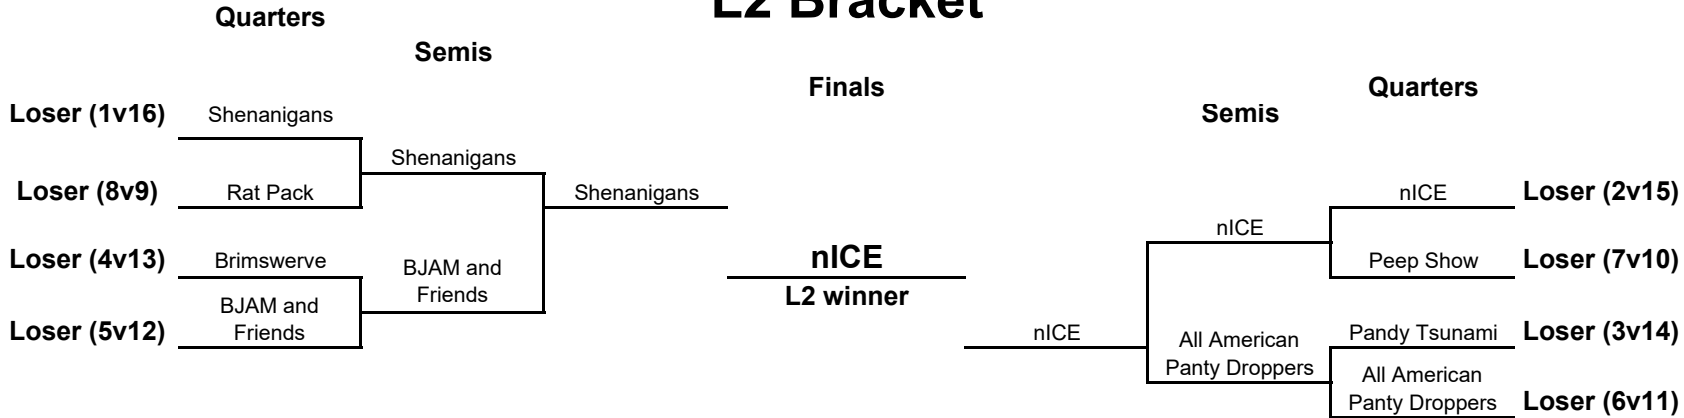 L2 Bracket
Quarters
Semis
Finals
Quarters
Semis
Loser (1v16) Shenanigans
Shenanigans
Loser (8v9) Rat Pack
Shenanigans
nICE Loser (2v15)
nICE
Loser (4v13) Brimswerve
BJAM and
Friends
nICE
L2 winner
Peep Show Loser (7v10)
BJAM and
Friends
Loser (5v12)
nICE
All American
Panty Droppers
Pandy Tsunami Loser (3v14)
All American
Panty Droppers Loser (6v11)